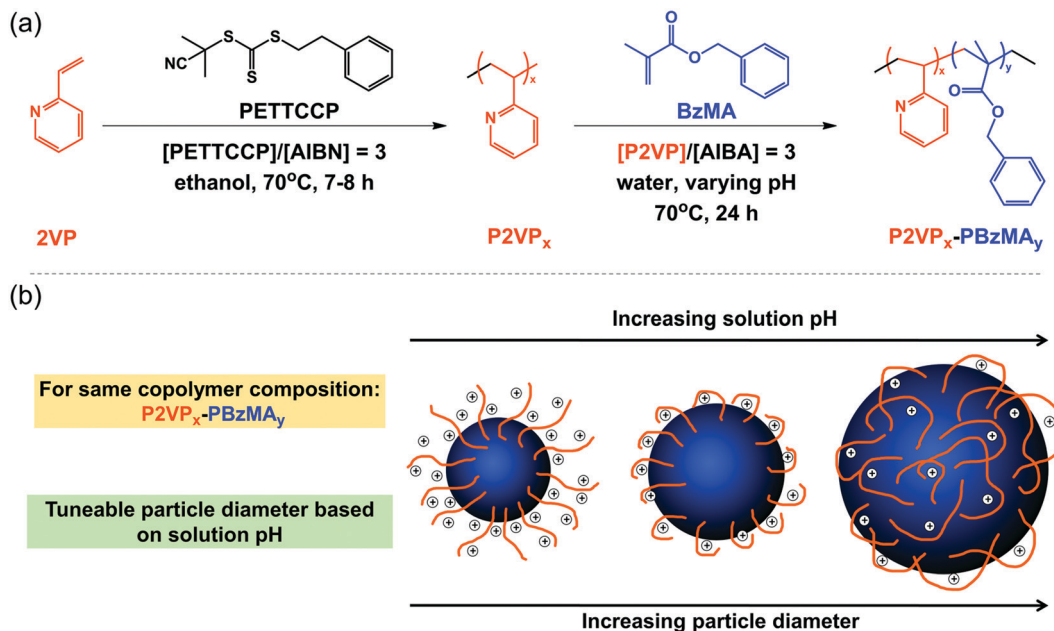 (a)
NC
S
S
S
PETTCCP
[PETTCCP]/[AIBN] = 3
ethanol, 70°C, 7-8 h
N
2VP
x
N
P2VPx
O
O
BzMA
[P2VP]/[AIBA] = 3
water, varying pH
70°C, 24 h
x
y
N
O
O
P2VPx-PBzMAy
(b)
Increasing solution pH
For same copolymer composition:
P2VPx-PBzMAy
Tuneable particle diameter based
on solution pH
Increasing particle diameter